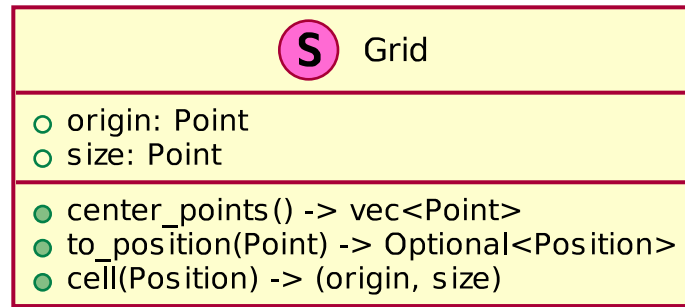 S Grid
origin: Point
size: Point
center_points() -> vec<Point>
to_position(Point) -> Optional<Position>
cell(Position) -> (origin, size)